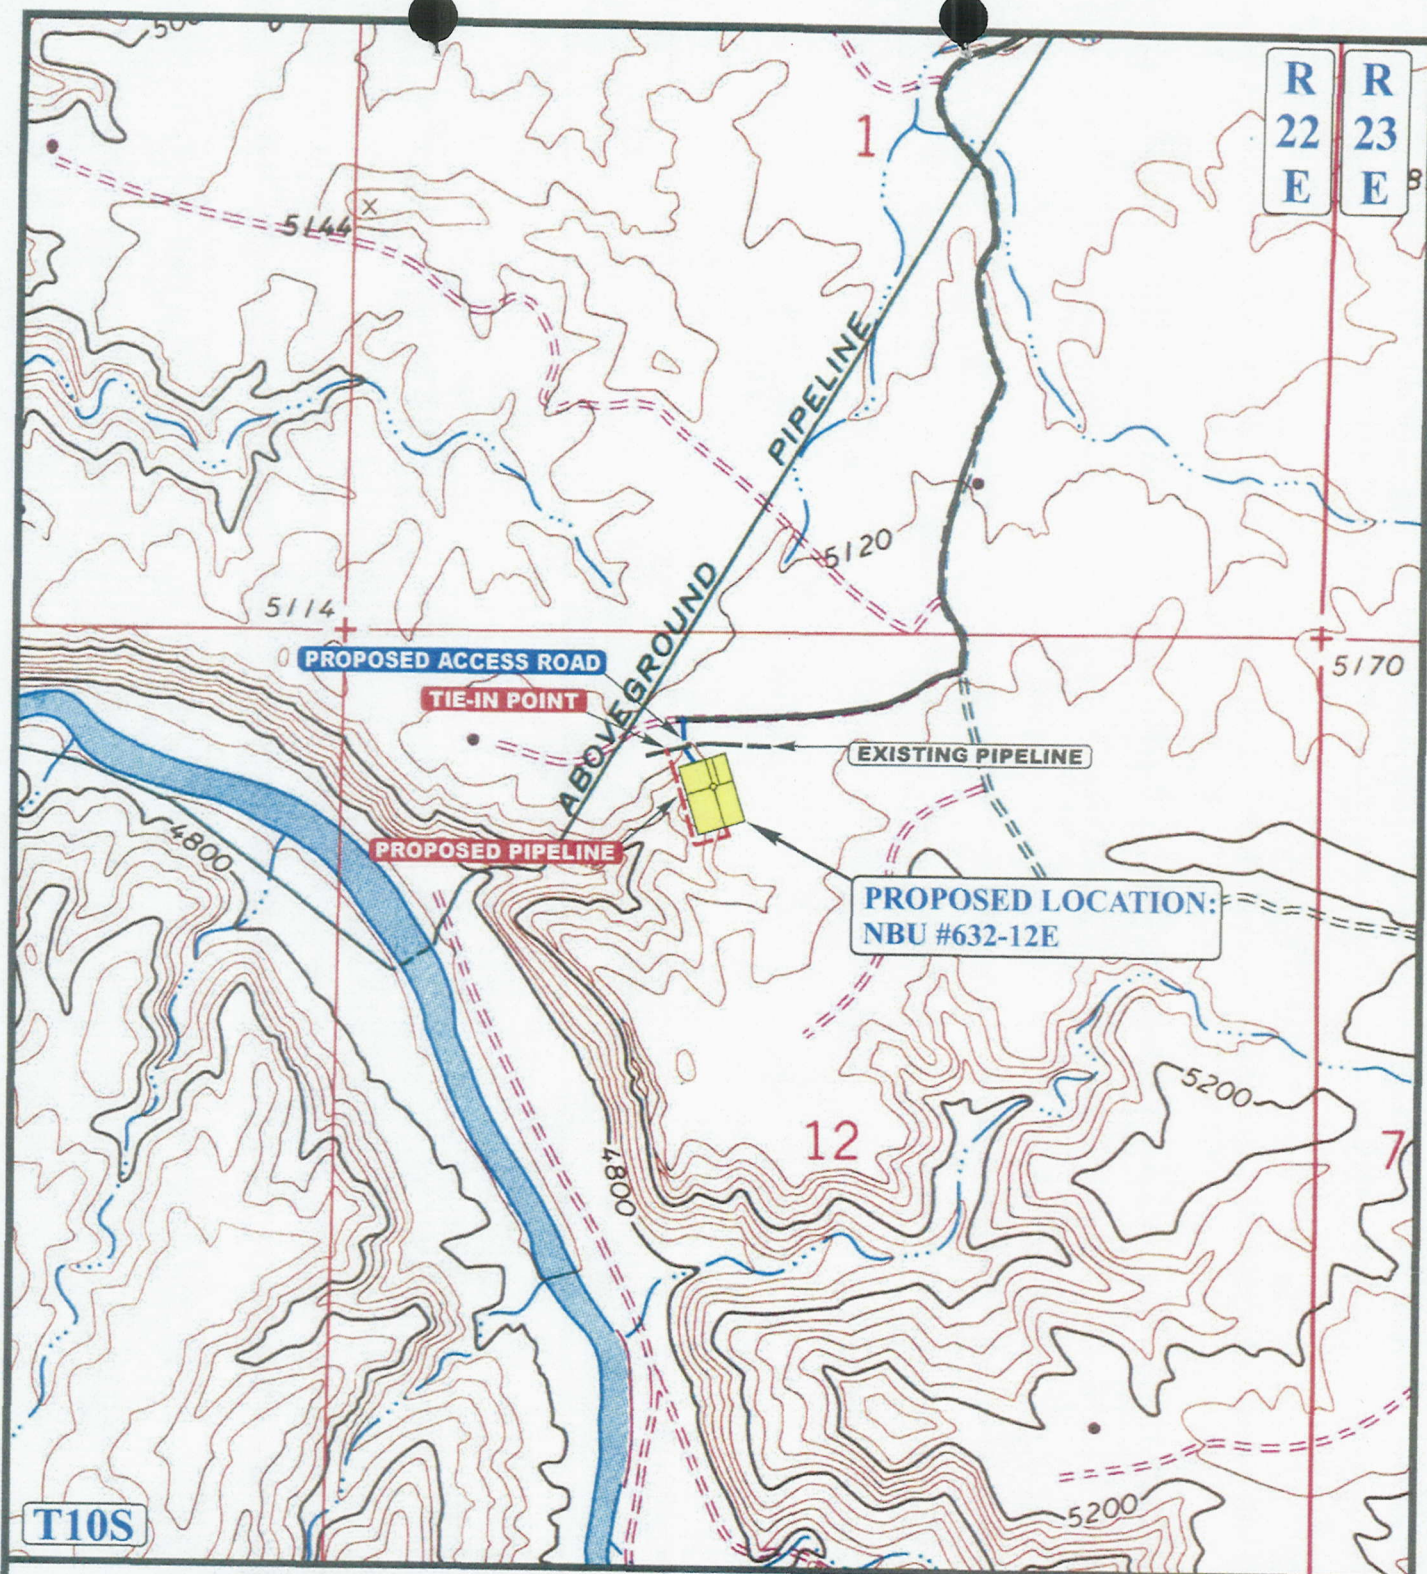 R
22
E
R
23
E
1
5144
PIPELINE
5120
5114
ABOVEGROUND
PROPOSED ACCESS ROAD
5170
TIE-IN POINT
EXISTING PIPELINE
4800
PROPOSED PIPELINE
PROPOSED LOCATION:
NBU #632-12E
5200
12
7
4800
5200
T10S